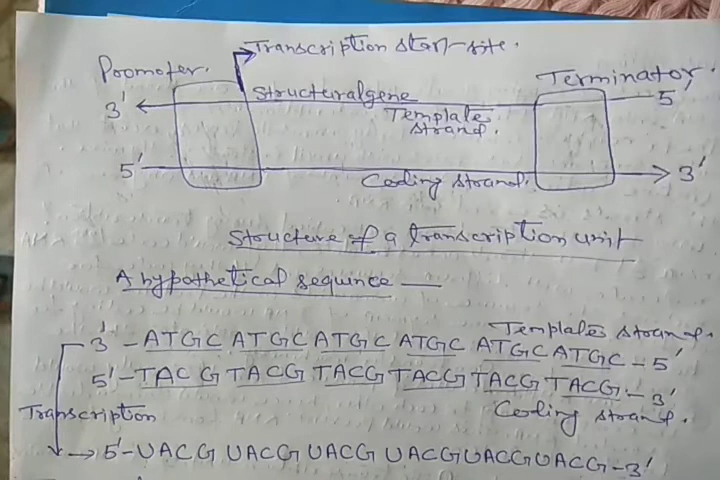 Transcription start-site.
Promoter.
Terminator.
Structural gene
3' 5
Template
strand.
5' 3'
Coding strand.
Structure of a transcription unit
A hypothetical sequince —
Template strand.
3' - ATGC ATGC ATGC ATGC ATGC ATGC - 5'
5' - TACG TACG TACG TACG TACG TACG - 3'
Coding strand.
Transcription
5' - UACG UACG UACG UACG UACG UACG - 3'